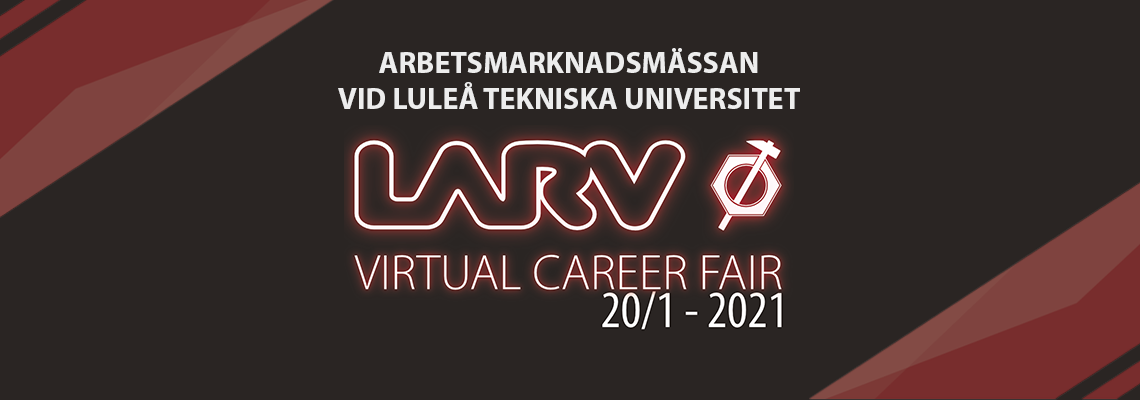 ARBETSMARKNADSMÄSSAN
VID LULEÅ TEKNISKA UNIVERSITET
LARV
VIRTUAL CAREER FAIR
20/1 - 2021